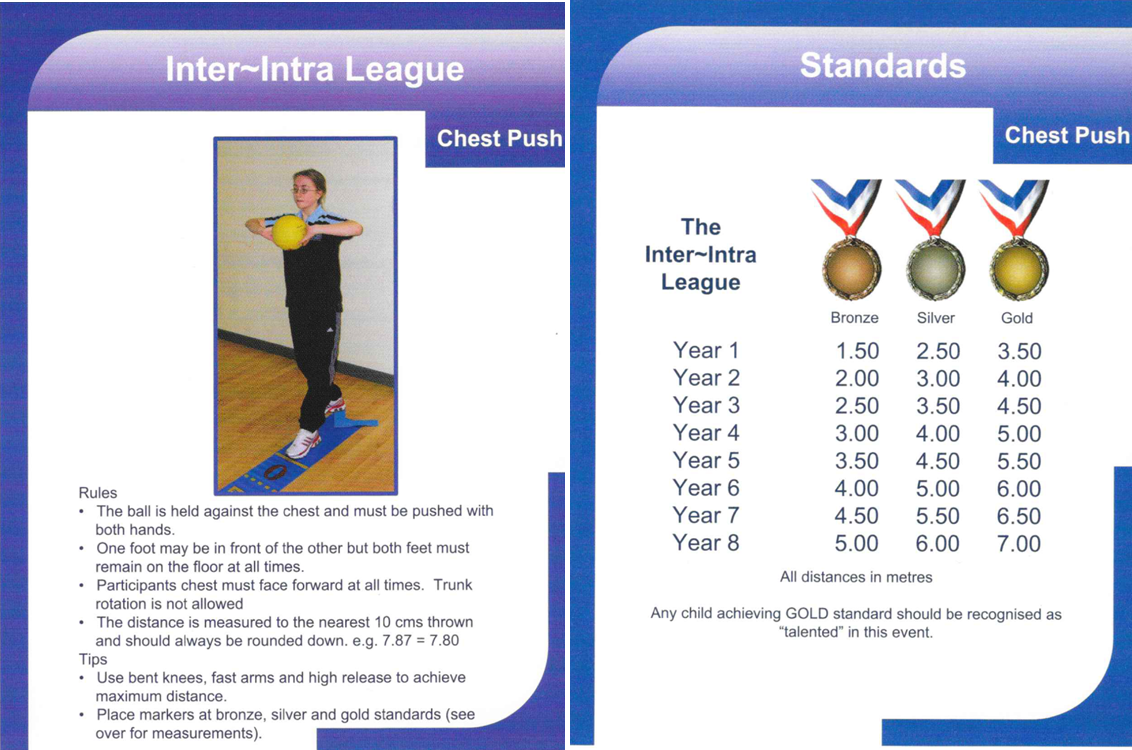 Inter~Intra League
Chest Push
Rules
• The ball is held against the chest and must be pushed with
both hands.
• One foot may be in front of the other but both feet must
remain on the floor at all times.
• Participants chest must face forward at all times. Trunk
rotation is not allowed
• The distance is measured to the nearest 10 cms thrown
and should always be rounded down. e.g. 7.87 = 7.80
Tips
• Use bent knees, fast arms and high release to achieve
maximum distance.
• Place markers at bronze, silver and gold standards (see
over for measurements).
Standards
Chest Push
The
Inter~Intra
League
Bronze Silver Gold
Year 1 1.50 2.50 3.50
Year 2 2.00 3.00 4.00
Year 3 2.50 3.50 4.50
Year 4 3.00 4.00 5.00
Year 5 3.50 4.50 5.50
Year 6 4.00 5.00 6.00
Year 7 4.50 5.50 6.50
Year 8 5.00 6.00 7.00
All distances in metres
Any child achieving GOLD standard should be recognised as
“talented” in this event.